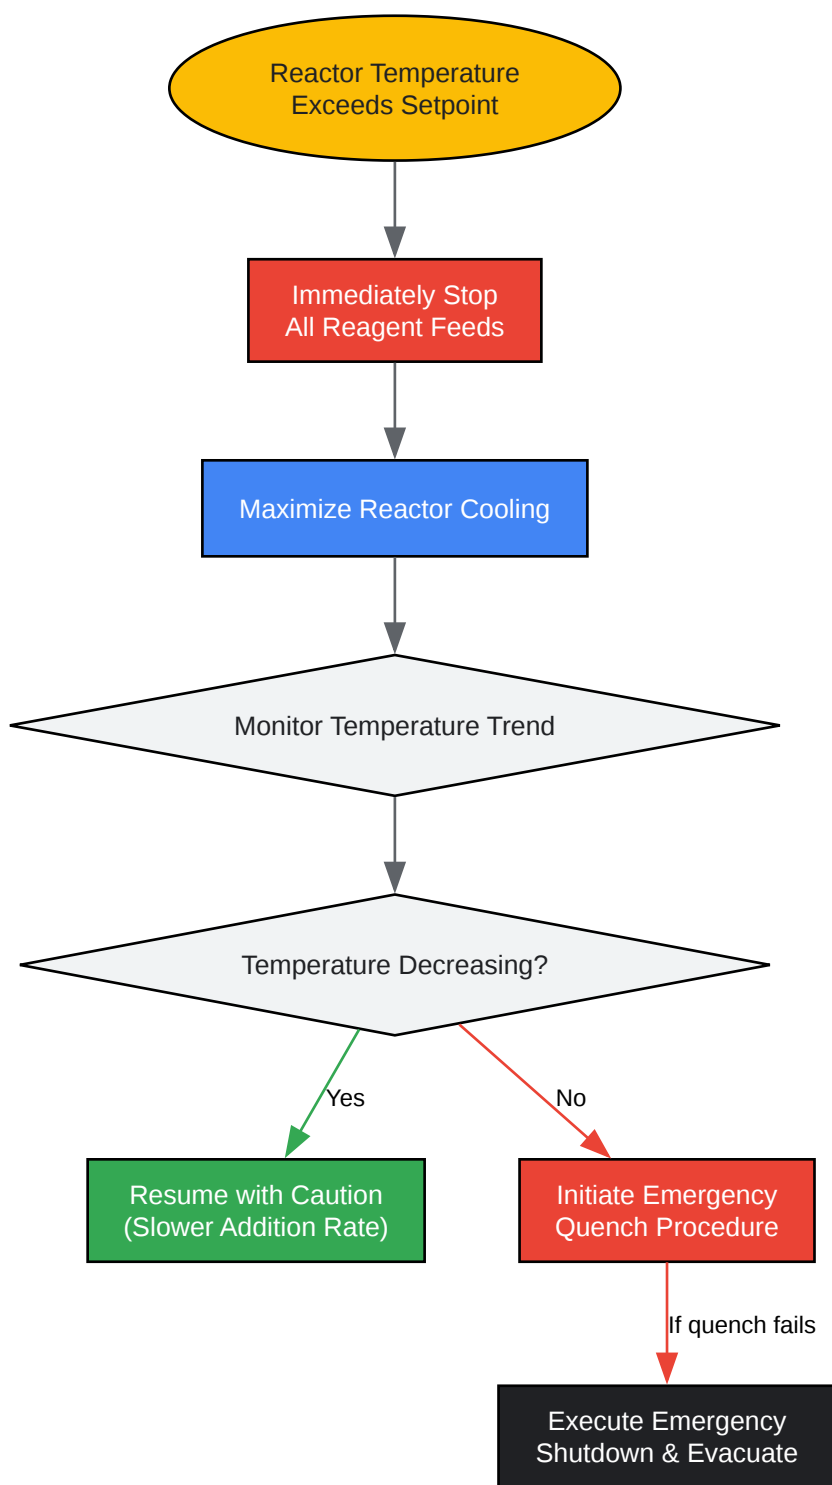 Reactor Temperature
Exceeds Setpoint
Immediately Stop
All Reagent Feeds
Maximize Reactor Cooling
Monitor Temperature Trend
Temperature Decreasing?
Yes
No
Resume with Caution
(Slower Addition Rate)
Initiate Emergency
Quench Procedure
If quench fails
Execute Emergency
Shutdown & Evacuate